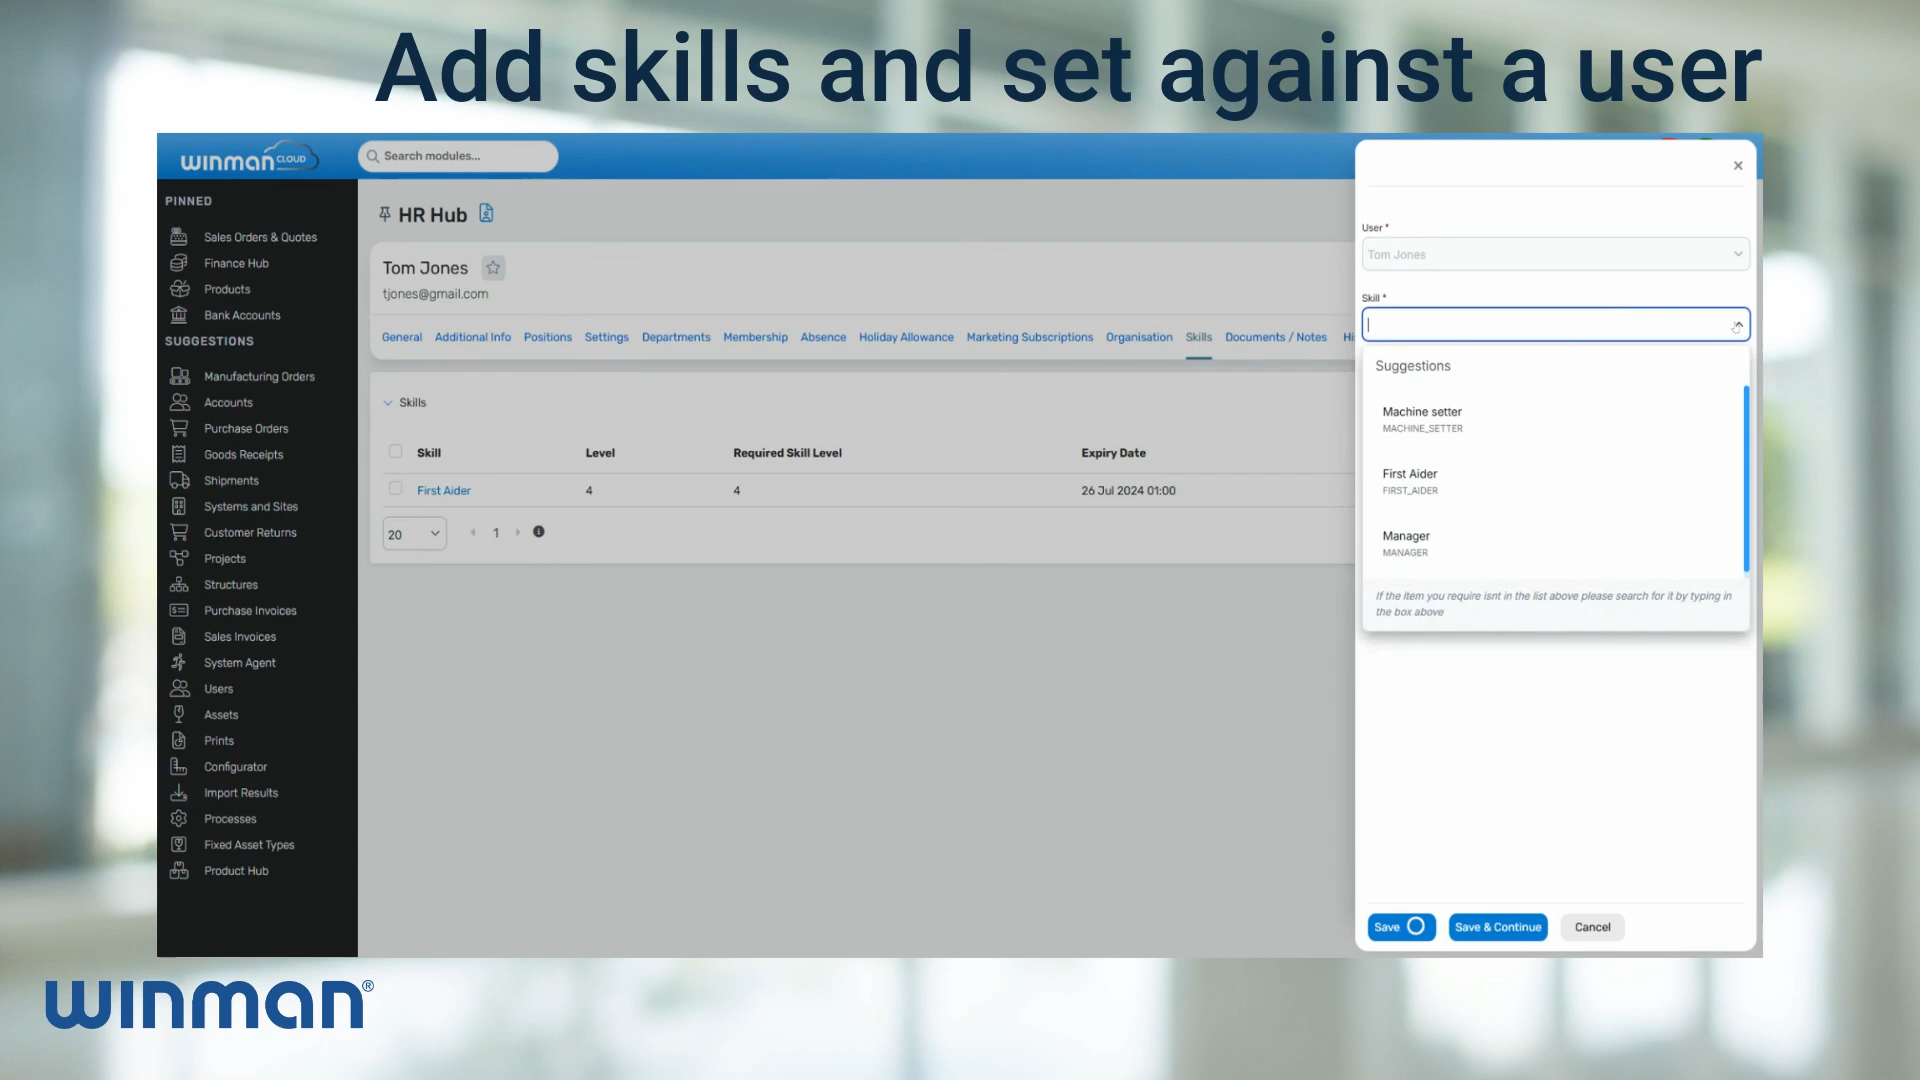 Add skills and set against a user
winman CLOUD
Search modules...
PINNED
Sales Orders & Quotes
Finance Hub
Products
Bank Accounts
SUGGESTIONS
Manufacturing Orders
Accounts
Purchase Orders
Goods Receipts
Shipments
Systems and Sites
Customer Returns
Projects
Structures
Purchase Invoices
Sales Invoices
System Agent
Users
Assets
Prints
Configurator
Import Results
Processes
Fixed Asset Types
Product Hub
HR Hub
Tom Jones
tjones@gmail.com
General Additional Info Positions Settings Departments Membership Absence Holiday Allowance Marketing Subscriptions Organisation Skills Documents / Notes Hi
Skills
Skill Level Required Skill Level Expiry Date
First Aider 4 4 26 Jul 2024 01:00
20 1
User *
Tom Jones
Skill *
Suggestions
Machine setter
MACHINE_SETTER
First Aider
FIRST_AIDER
Manager
MANAGER
If the item you require isnt in the list above please search for it by typing in
the box above
Save Save & Continue Cancel
winman®